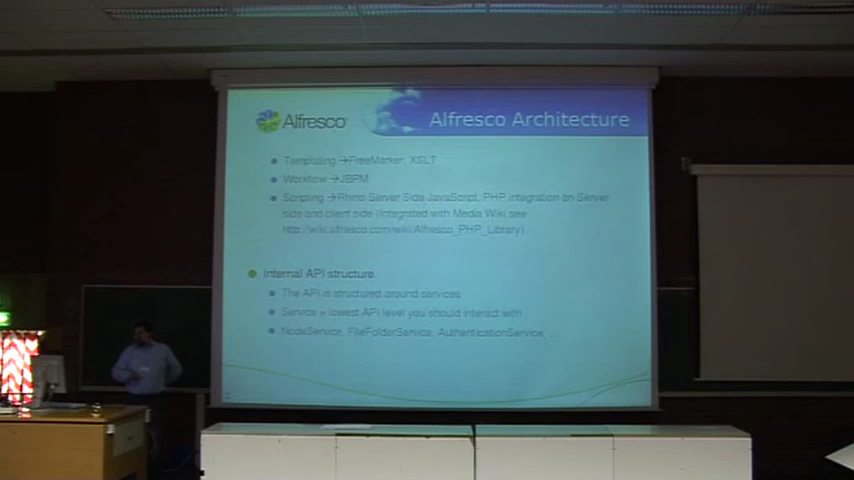 Alfresco
Alfresco Architecture
Templating → FreeMarker, XSLT
Workflow → JBPM
Scripting → Rhino Server Side JavaScript, PHP integration on Server
side and client side (Integrated with Media Wiki see
http://wiki.alfresco.com/wiki/Alfresco_PHP_Library)
Internal API structure
The API is structured around services
Service = lowest API level you should interact with
NodeService, FileFolderService, AuthenticationService ...